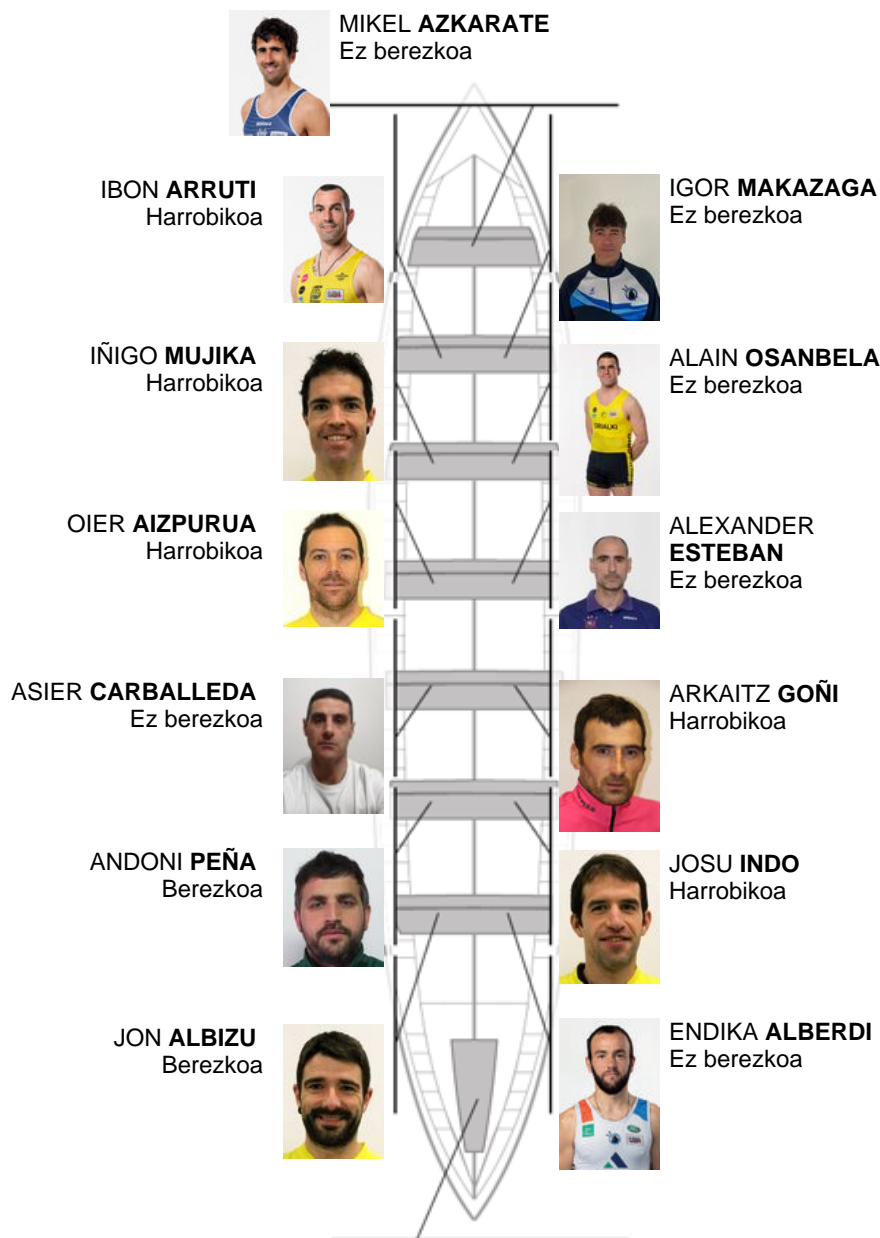 MIKEL AZKARATE
Ez berezkoa
IBON ARRUTI
Harrobikoa
IGOR MAKAZAGA
Ez berezkoa
IÑIGO MUJIKA
Harrobikoa
ALAIN OSANBELA
Ez berezkoa
OIER AIZPURUA
Harrobikoa
ALEXANDER
ESTEBAN
Ez berezkoa
ASIER CARBALLEDA
Ez berezkoa
ARKAITZ GOÑI
Harrobikoa
ANDONI PEÑA
Berezkoa
JOSU INDO
Harrobikoa
JON ALBIZU
Berezkoa
ENDIKA ALBERDI
Ez berezkoa